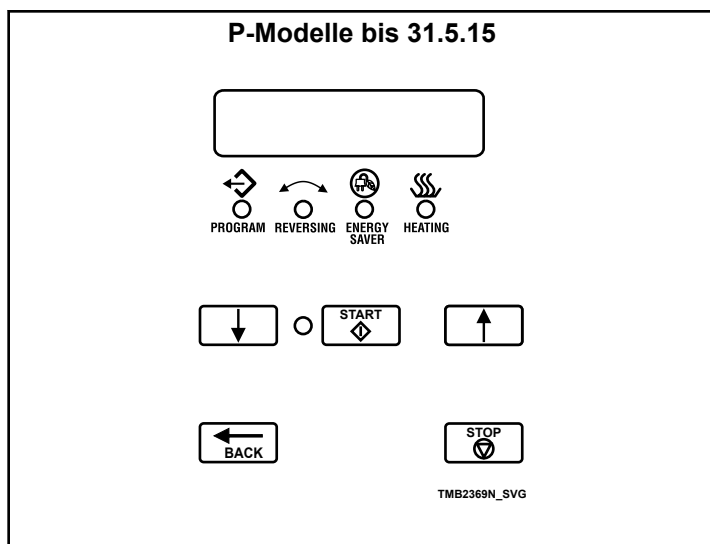 P-Modelle bis 31.5.15
PROGRAM REVERSING ENERGY SAVER HEATING
START
BACK
STOP
TMB2369N_SVG